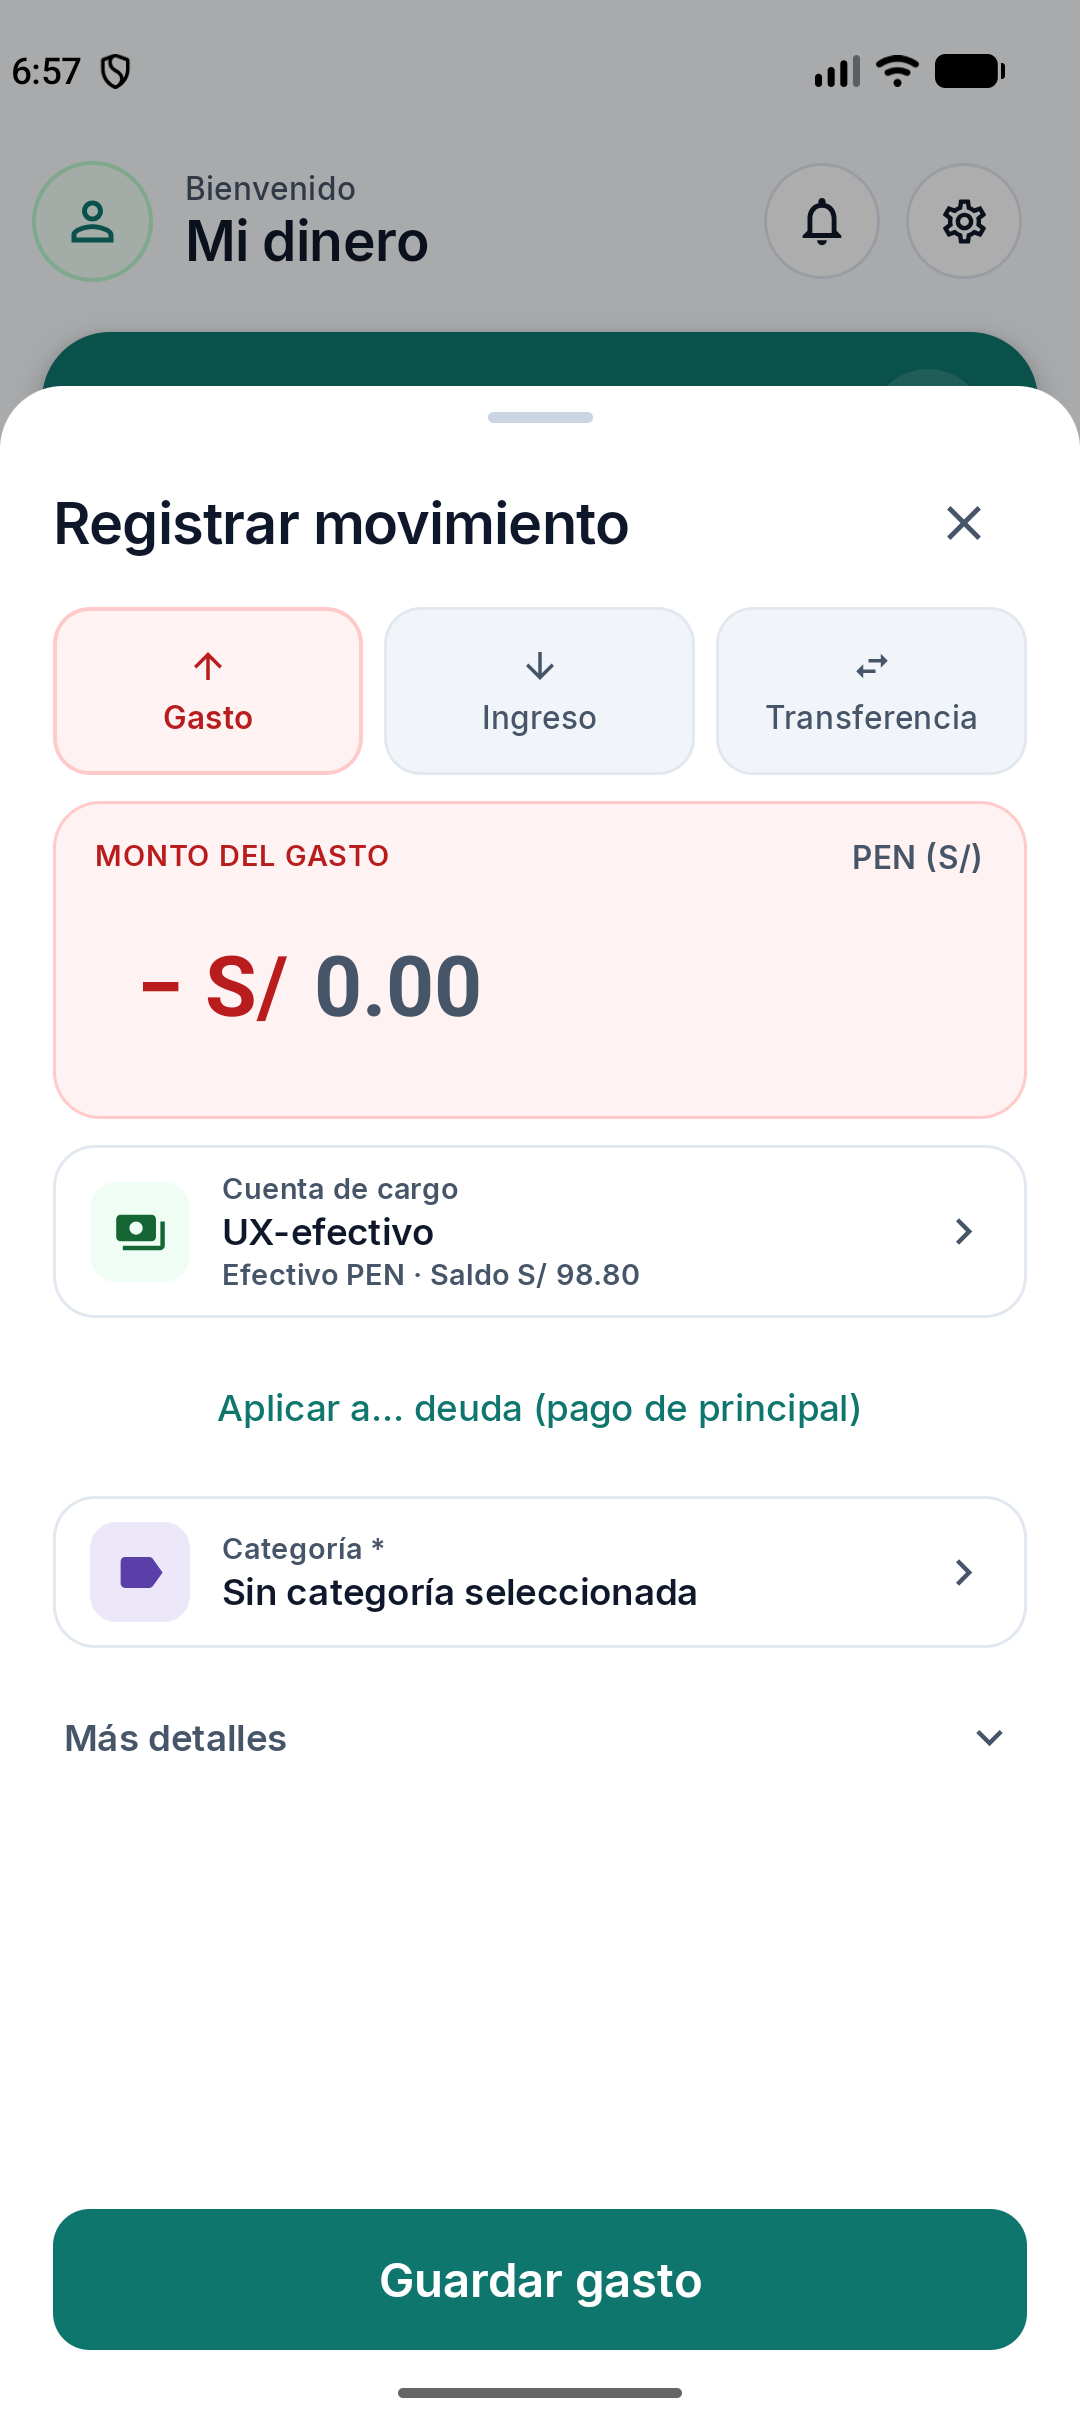 6:57
Bienvenido
Mi dinero
Registrar movimiento
Gasto
Ingreso
Transferencia
MONTO DEL GASTO
PEN (S/)
- S/ 0.00
Cuenta de cargo
UX-efectivo
Efectivo PEN · Saldo S/ 98.80
Aplicar a... deuda (pago de principal)
Categoría *
Sin categoría seleccionada
Más detalles
Guardar gasto